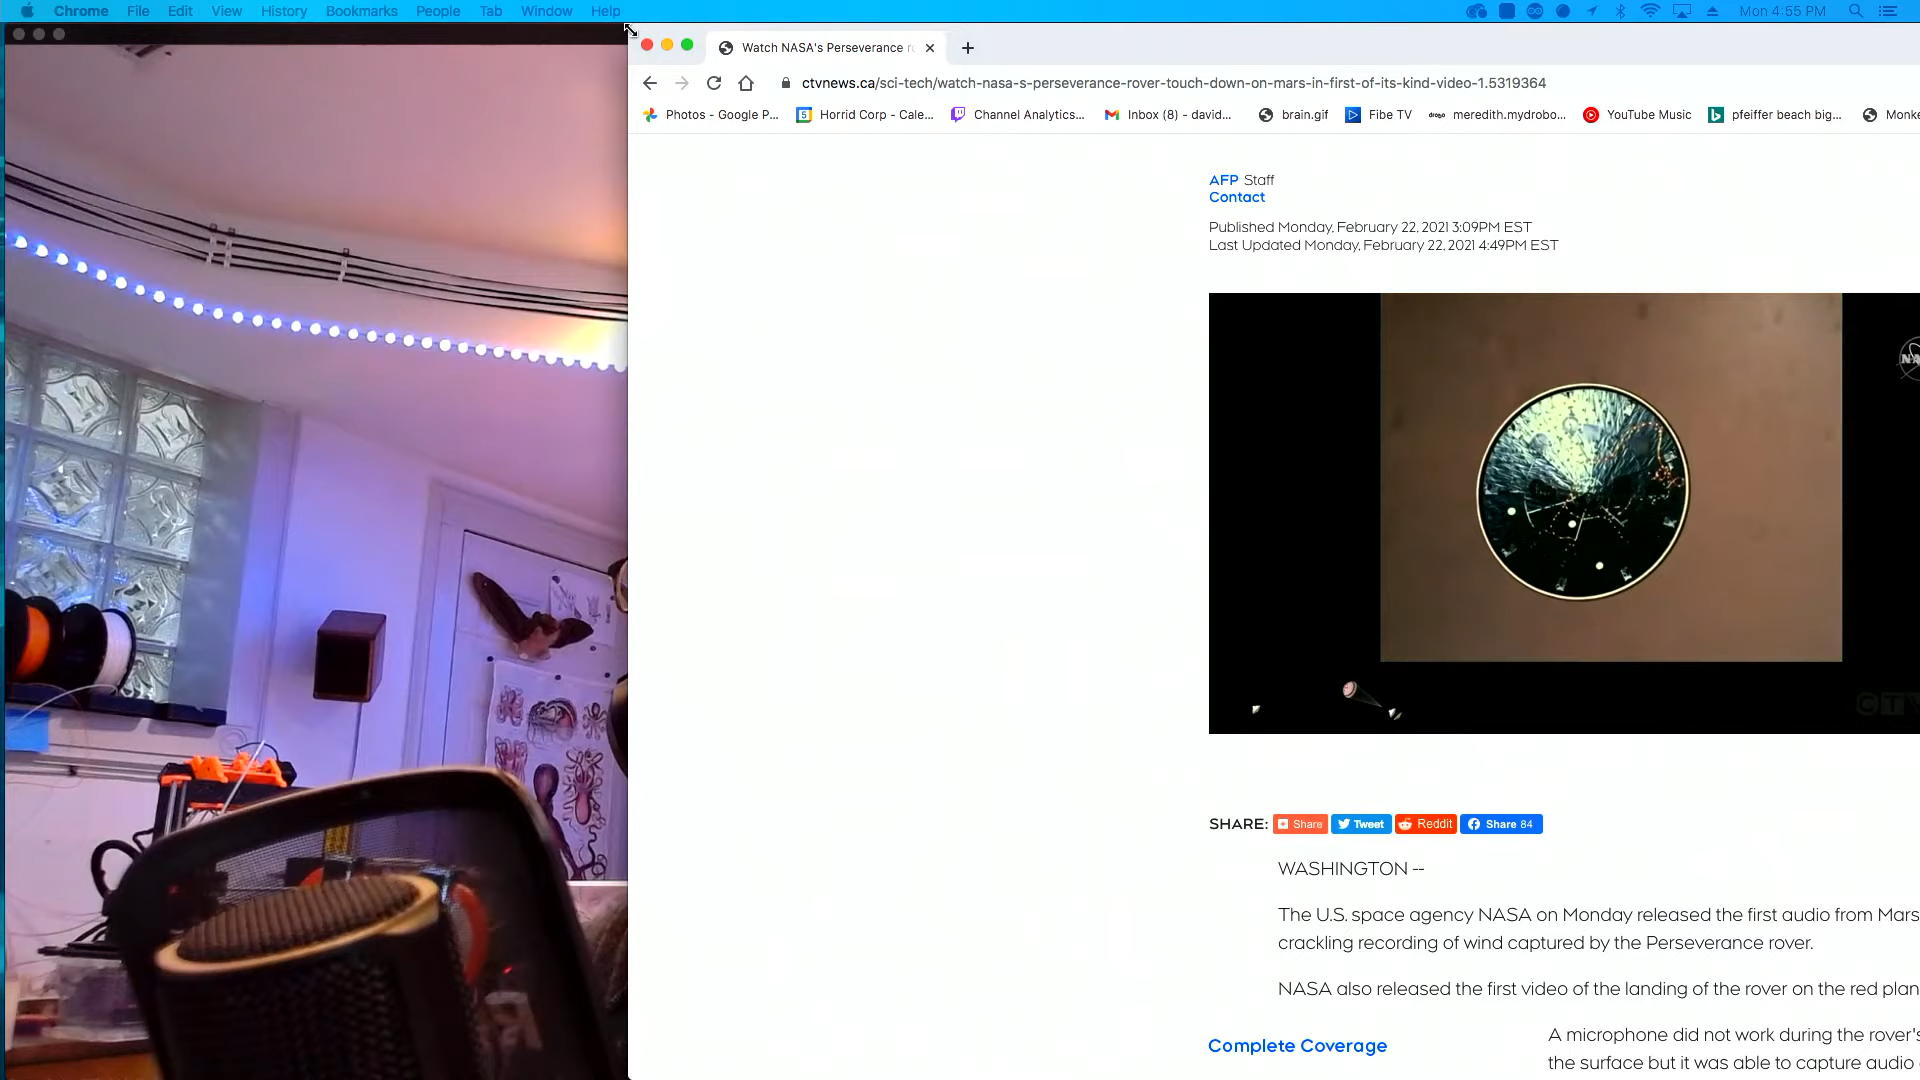 Chrome File Edit View History Bookmarks People Tab Window Help Mon 4:55 PM
Watch NASA's Perseverance
ctvnews.ca/sci-tech/watch-nasa-s-perseverance-rover-touch-down-on-mars-in-first-of-its-kind-video-1.5319364
Photos - Google P... Horrid Corp - Cale... Channel Analytics... Inbox (8) - david... brain.gif Fibe TV meredith.mydrobo... YouTube Music pfeiffer beach big... Monke
AFP Staff
Contact
Published Monday, February 22, 2021 3:09PM EST
Last Updated Monday, February 22, 2021 4:49PM EST
SHARE: Share Tweet Reddit Share 84
WASHINGTON --
The U.S. space agency NASA on Monday released the first audio from Mars
crackling recording of wind captured by the Perseverance rover.
NASA also released the first video of the landing of the rover on the red plan
A microphone did not work during the rover's
Complete Coverage
the surface but it was able to capture audio